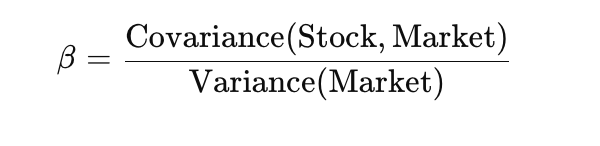 β = Covariance(Stock, Market)
Variance(Market)